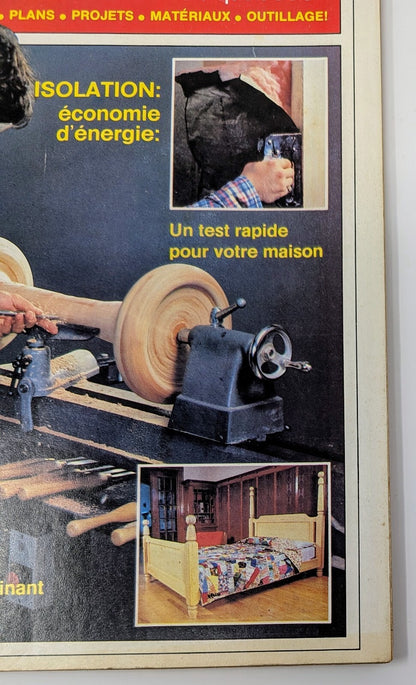 • PLANS • PROJETS • MATÉRIAUX • OUTILLAGE!
ISOLATION:
économie
d'énergie:
Un test rapide
pour votre maison